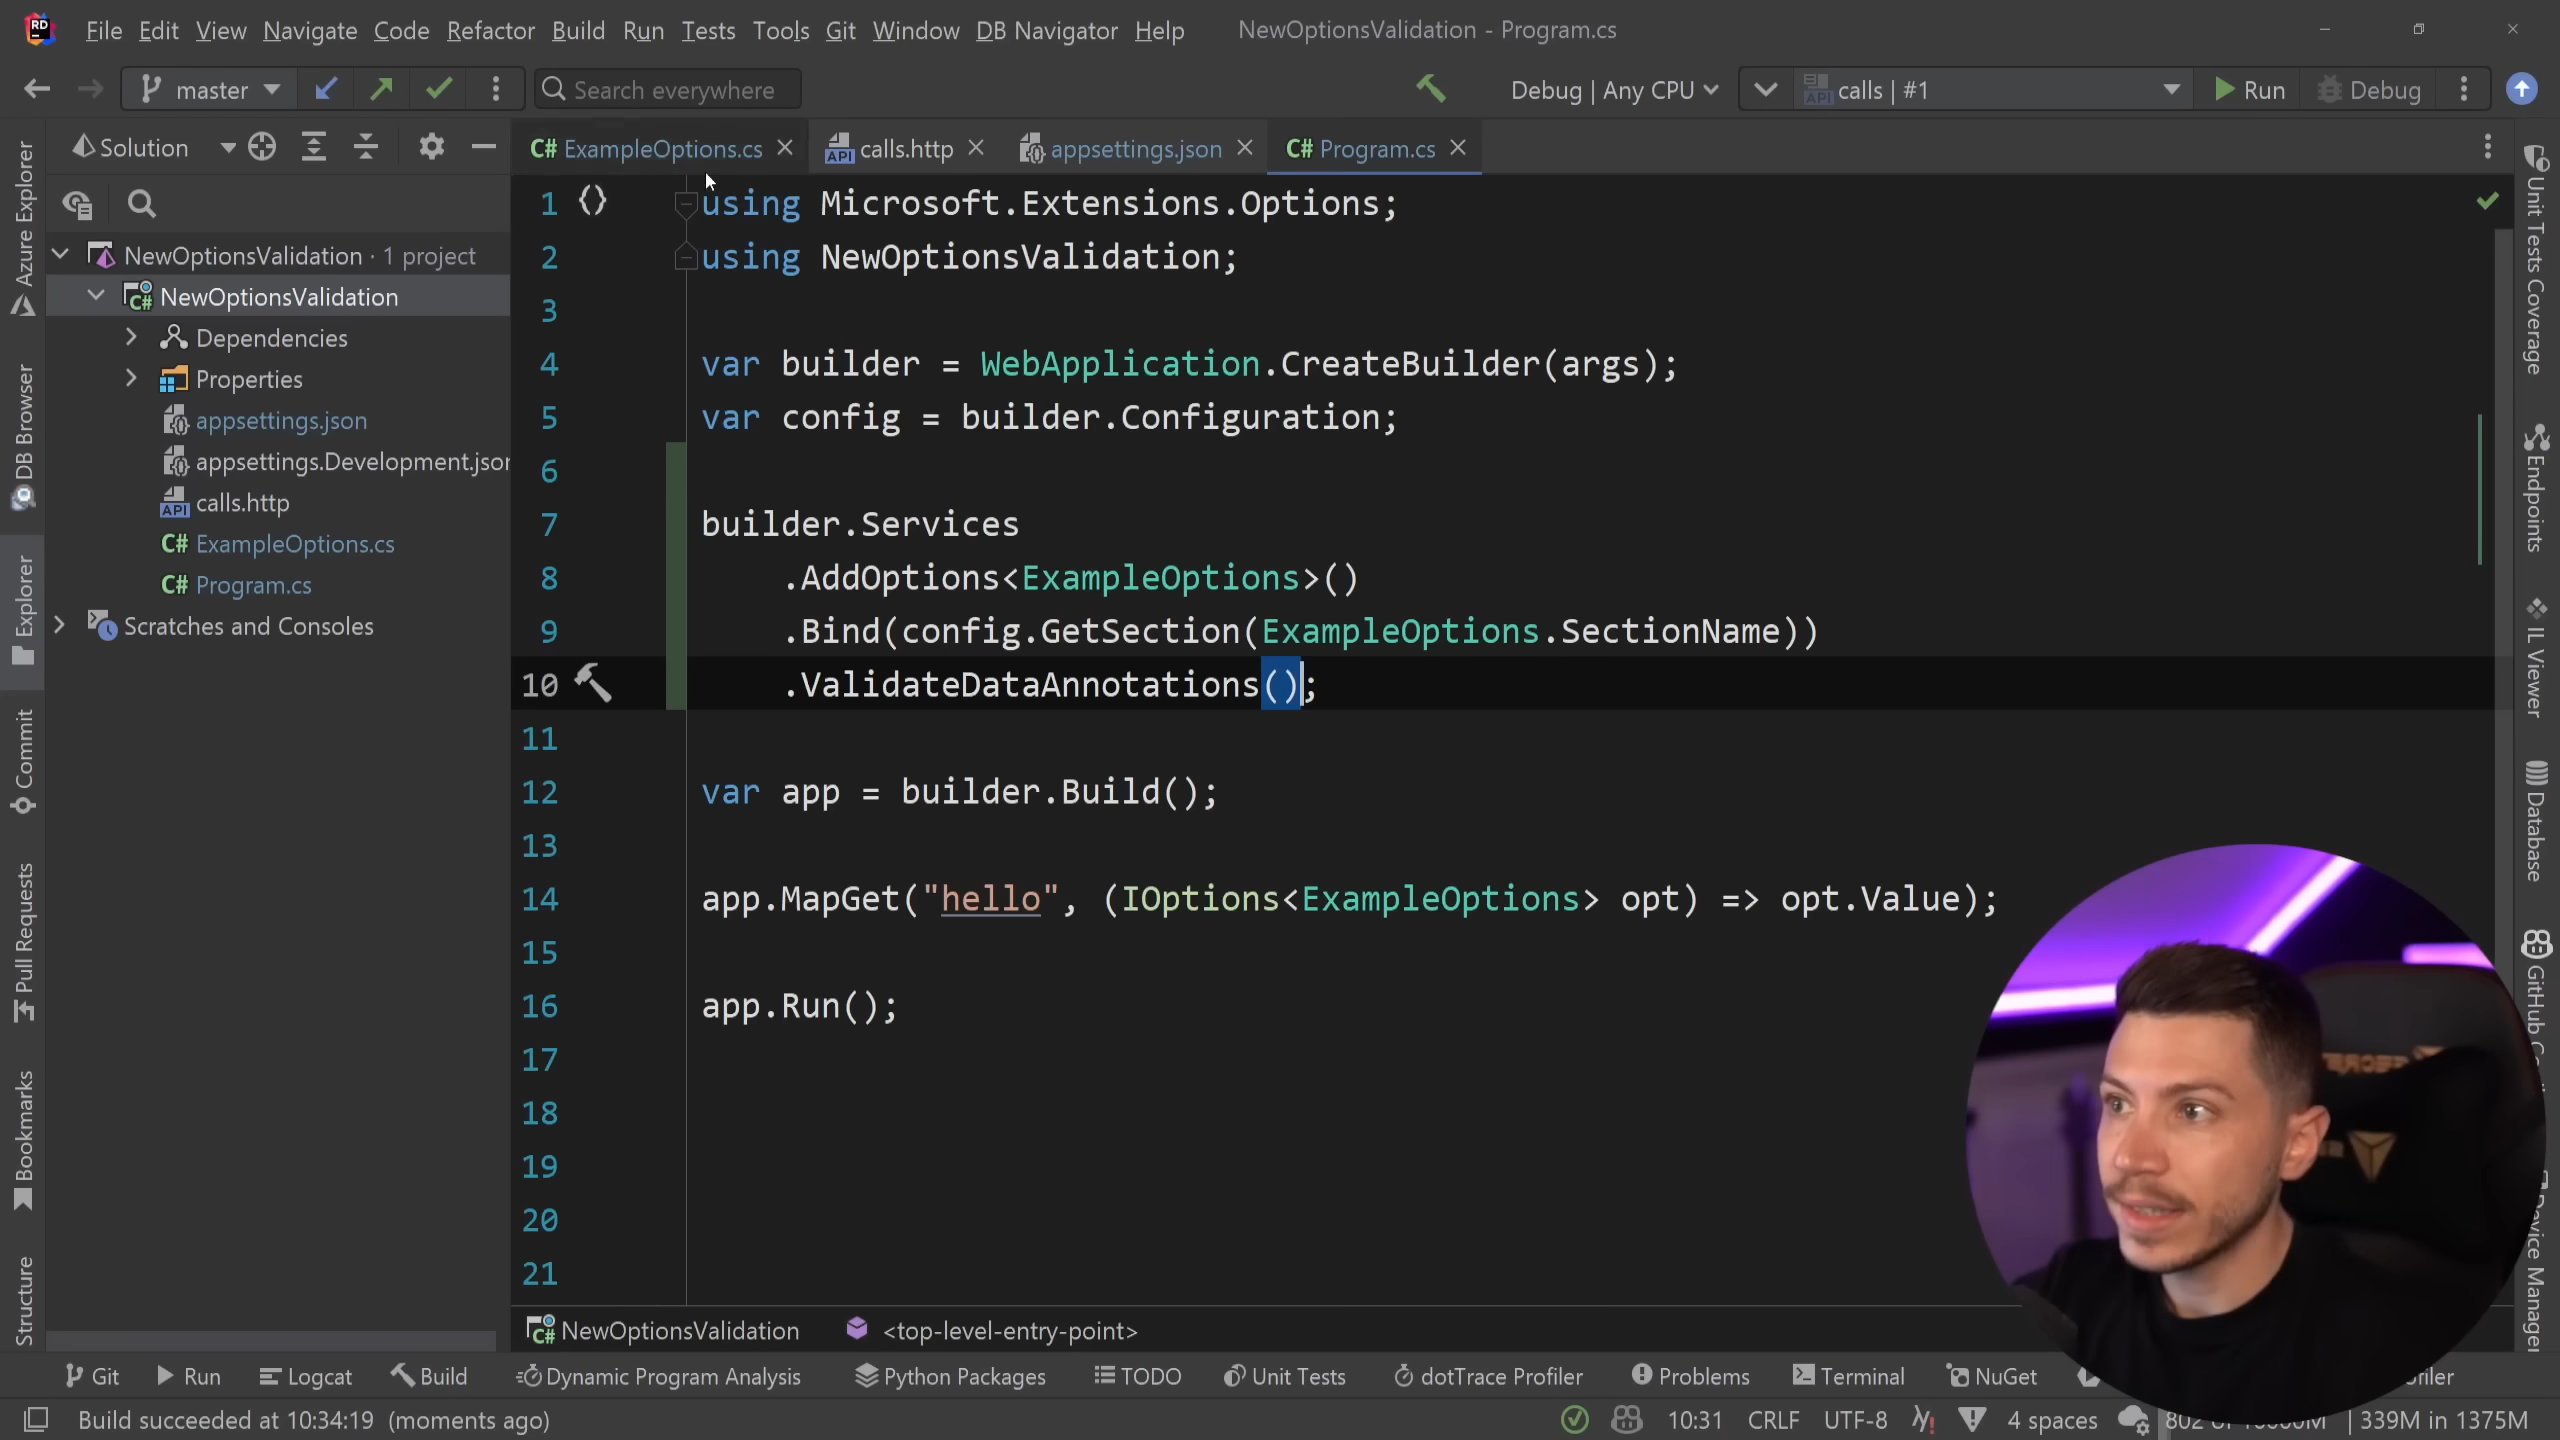 RD
File Edit View Navigate Code Refactor Build Run Tests Tools Git Window DB Navigator Help
NewOptionsValidation - Program.cs
master
Search everywhere
Debug | Any CPU
API calls | #1
Run
Debug
Solution
C# ExampleOptions.cs
API calls.http
appsettings.json
C# Program.cs
NewOptionsValidation · 1 project
C# NewOptionsValidation
Dependencies
Properties
appsettings.json
appsettings.Development.json
API calls.http
C# ExampleOptions.cs
C# Program.cs
Scratches and Consoles
Azure Explorer
DB Browser
Explorer
Commit
Pull Requests
Bookmarks
Structure
1 using Microsoft.Extensions.Options;
2 using NewOptionsValidation;
3
4 var builder = WebApplication.CreateBuilder(args);
5 var config = builder.Configuration;
6
7 builder.Services
8 .AddOptions<ExampleOptions>()
9 .Bind(config.GetSection(ExampleOptions.SectionName))
10 .ValidateDataAnnotations();
11
12 var app = builder.Build();
13
14 app.MapGet("hello", (IOptions<ExampleOptions> opt) => opt.Value);
15
16 app.Run();
17
18
19
20
21
Unit Tests Coverage
Endpoints
IL Viewer
Database
Device Manager
C# NewOptionsValidation
<top-level-entry-point>
Git
Run
Logcat
Build
Dynamic Program Analysis
Python Packages
TODO
Unit Tests
dotTrace Profiler
Problems
Terminal
NuGet
Build succeeded at 10:34:19 (moments ago)
10:31 CRLF UTF-8 4 spaces
339M in 1375M